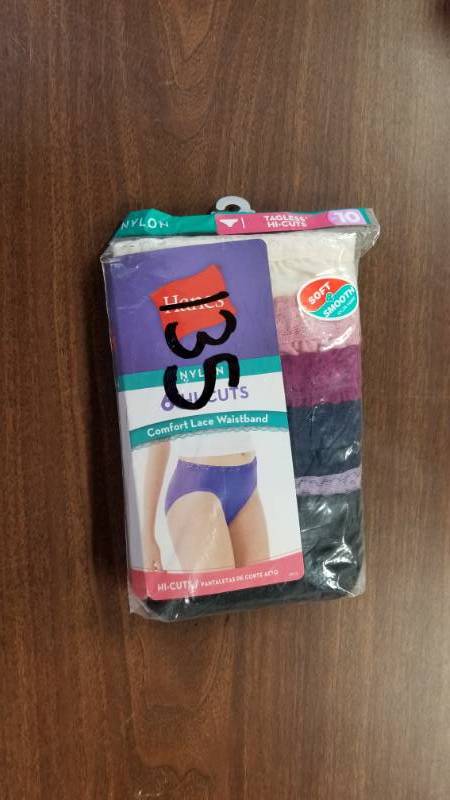 NYLON
TAGLESS®
HI-CUTS
10
SOFT
&
SMOOTH
Hanes
135
NYLON
6 HI-CUTS
Comfort Lace Waistband
HI-CUTS / PANTALETAS DE CORTE ALTO